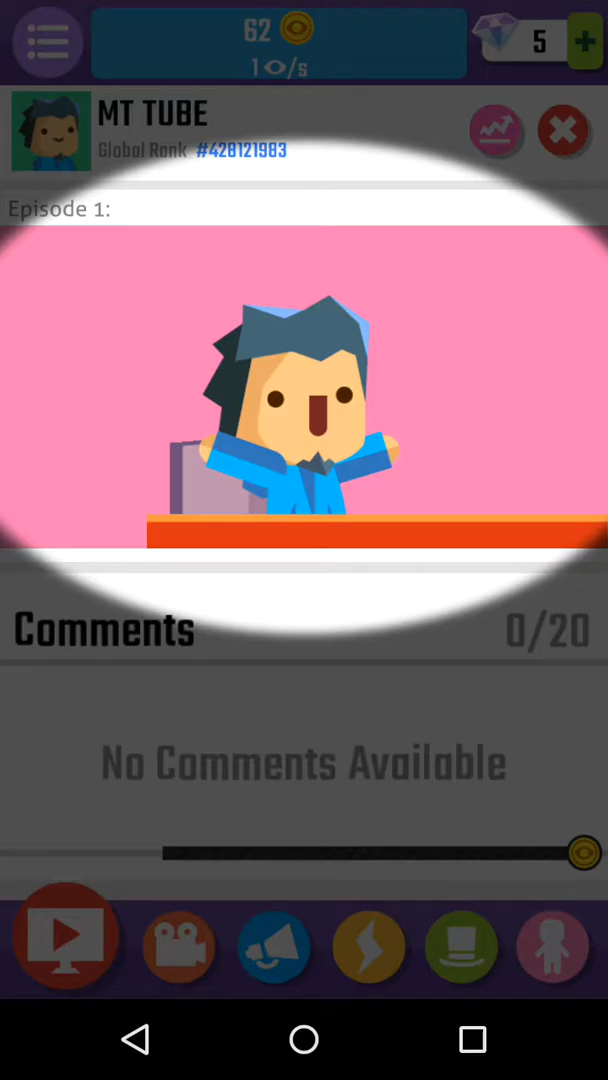 62
1 /s
5
MT TUBE
Global Rank #428121983
Episode 1:
Comments 0/20
No Comments Available